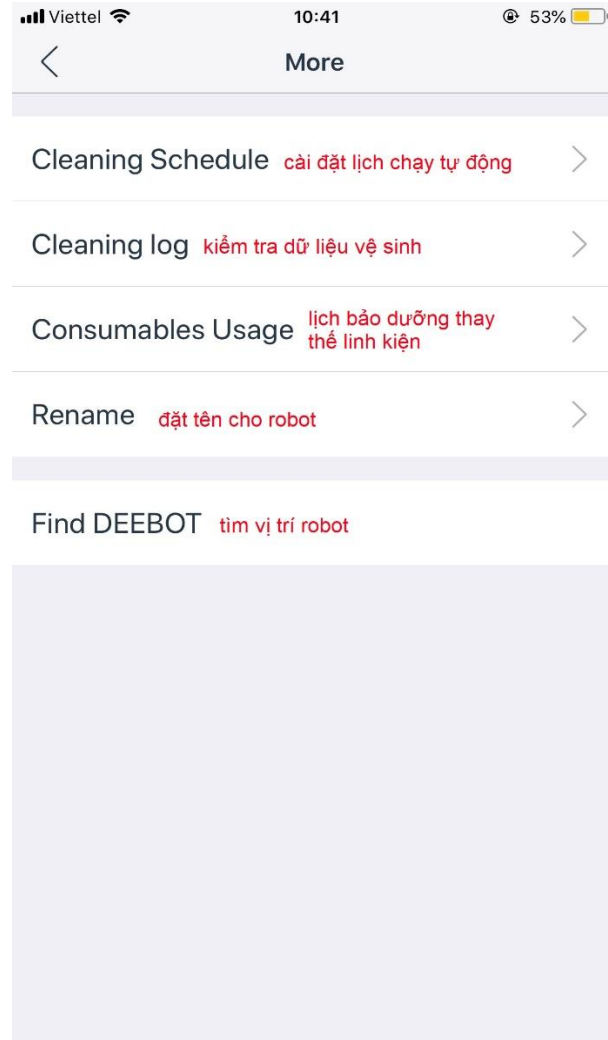 Viettel 10:41 53%
More
Cleaning Schedule cài đặt lịch chạy tự động
Cleaning log kiểm tra dữ liệu vệ sinh
Consumables Usage lịch bảo dưỡng thay
thế linh kiện
Rename đặt tên cho robot
Find DEEBOT tìm vị trí robot